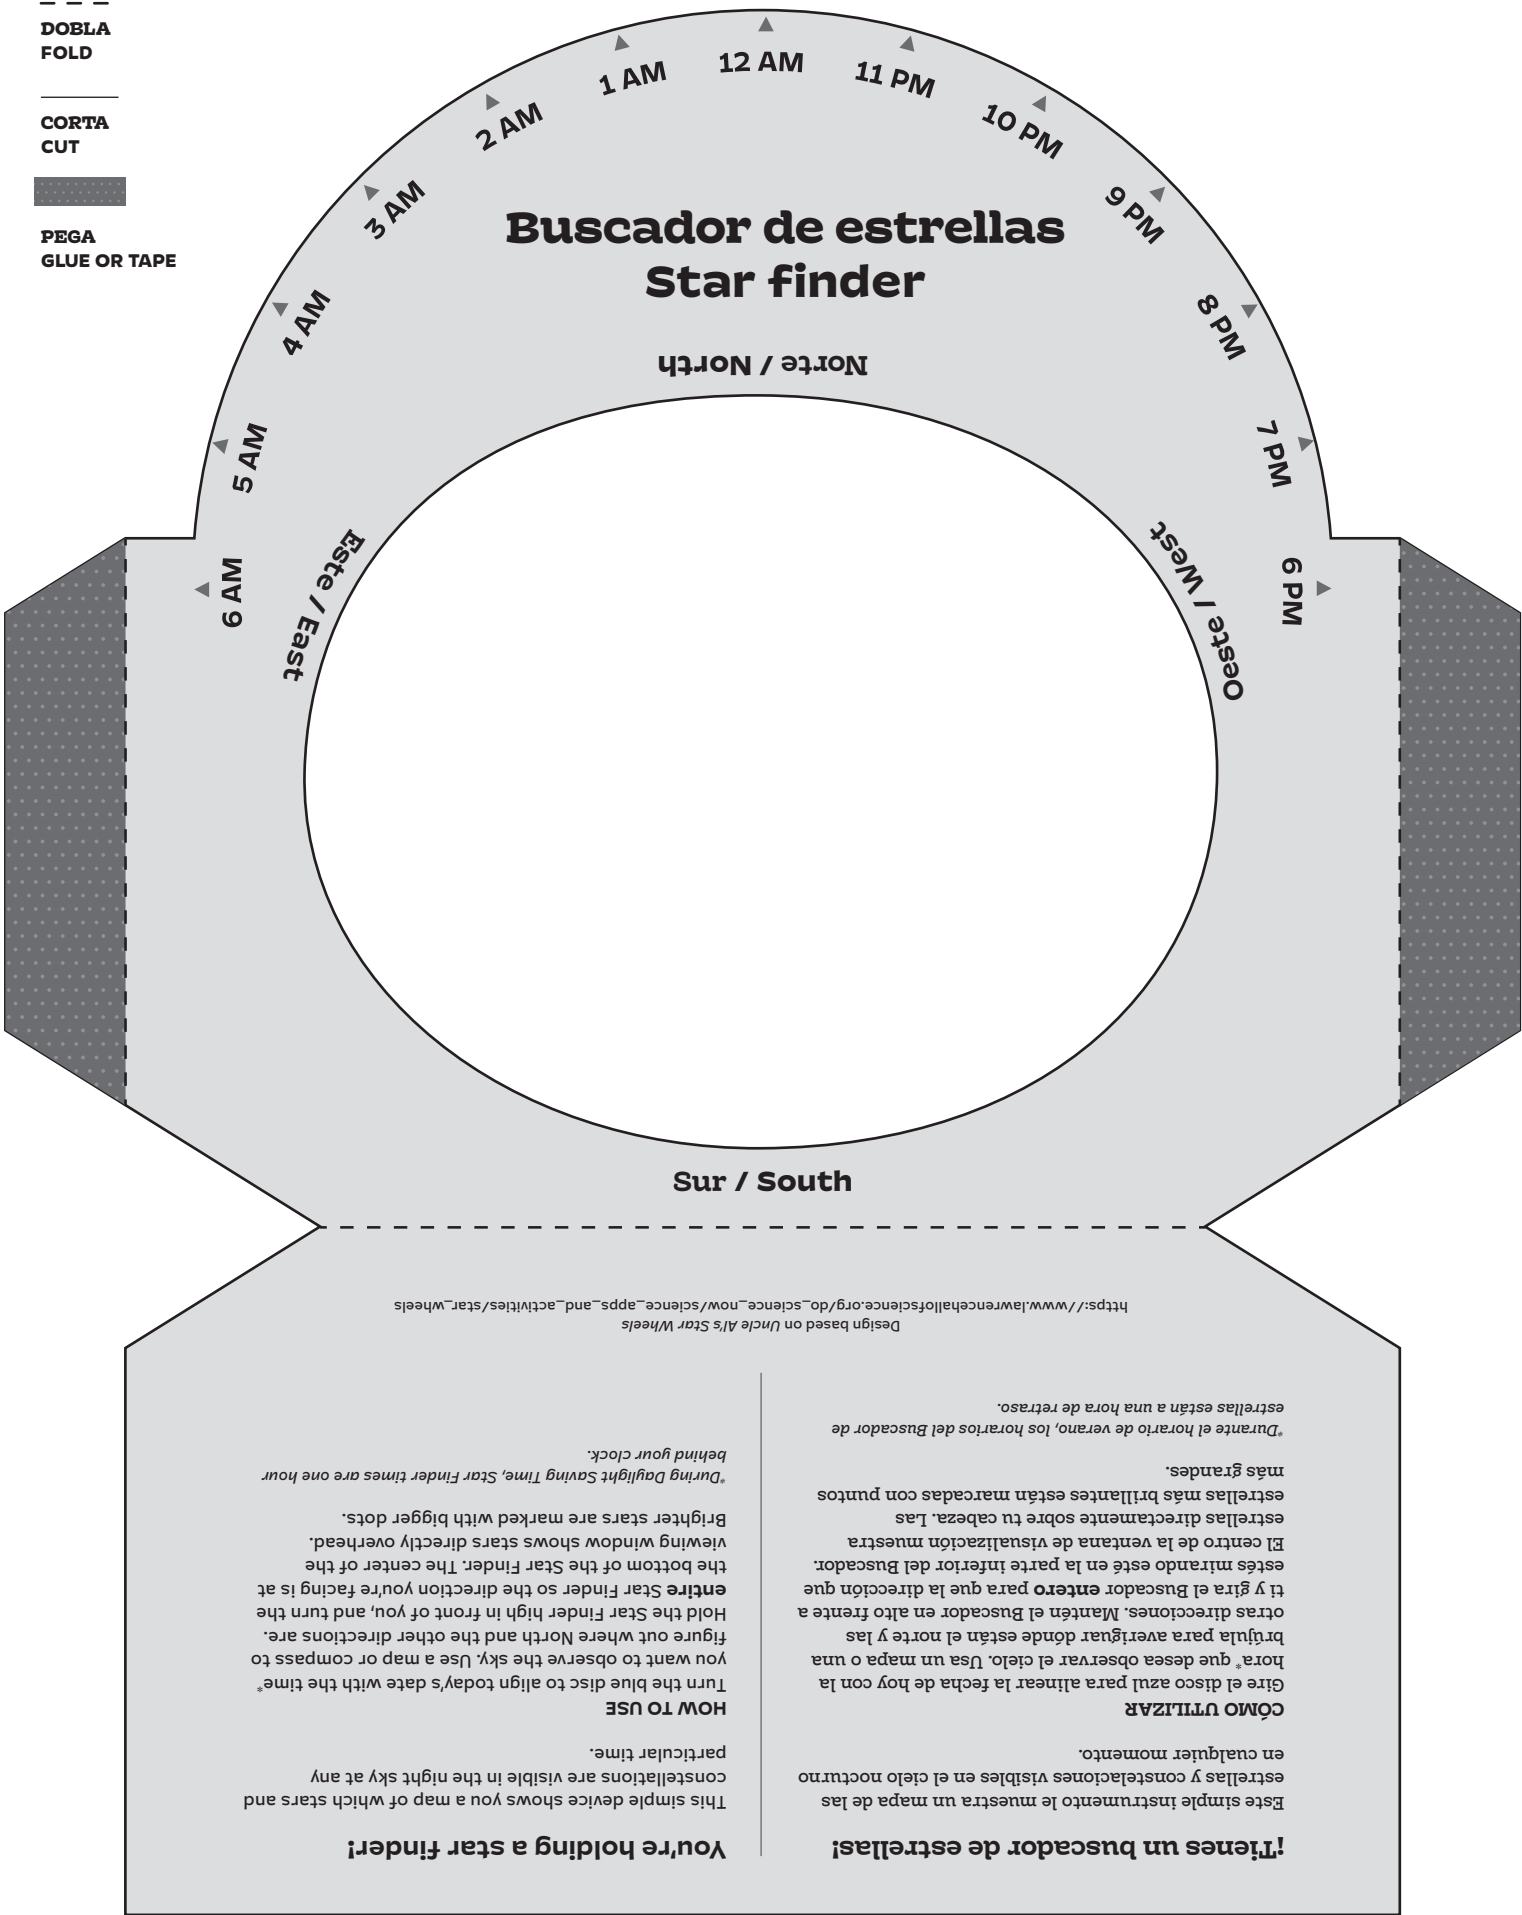 DOBLA
FOLD
CORTA
CUT
PEGA
GLUE OR TAPE
6 AM
5 AM
4 AM
3 AM
2 AM
1 AM
12 AM
11 PM
10 PM
9 PM
8 PM
7 PM
6 PM
Buscador de estrellas
Star finder
Norte / North
Este / East
Oeste / West
Sur / South
¡Tienes un buscador de estrellas!
Este simple instrumento le muestra un mapa de las
estrellas y constelaciones visibles en el cielo nocturno
en cualquier momento.
CÓMO UTILIZAR
Gire el disco azul para alinear la fecha de hoy con la
hora* que desea observar el cielo. Usa un mapa o una
brújula para averiguar dónde están el norte y las
otras direcciones. Mantén el Buscador en alto frente a
ti y gira el Buscador entero para que la dirección que
estés mirando esté en la parte inferior del Buscador.
El centro de la ventana de visualización muestra
estrellas directamente sobre tu cabeza. Las
estrellas más brillantes están marcadas con puntos
más grandes.
*Durante el horario de verano, los horarios del Buscador de
estrellas están a una hora de retraso.
You're holding a star finder!
This simple device shows you a map of which stars and
constellations are visible in the night sky at any
particular time.
HOW TO USE
Turn the blue disc to align today's date with the time*
you want to observe the sky. Use a map or compass to
figure out where North and the other directions are.
Hold the Star Finder high in front of you, and turn the
entire Star Finder so the direction you're facing is at
the bottom of the Star Finder. The center of the
viewing window shows stars directly overhead.
Brighter stars are marked with bigger dots.
*During Daylight Saving Time, Star Finder times are one hour
behind your clock.
Design based on Uncle Al's Star Wheels
https://www.lawrencehallofscience.org/do_science_now/science_apps_and_activities/star_wheels